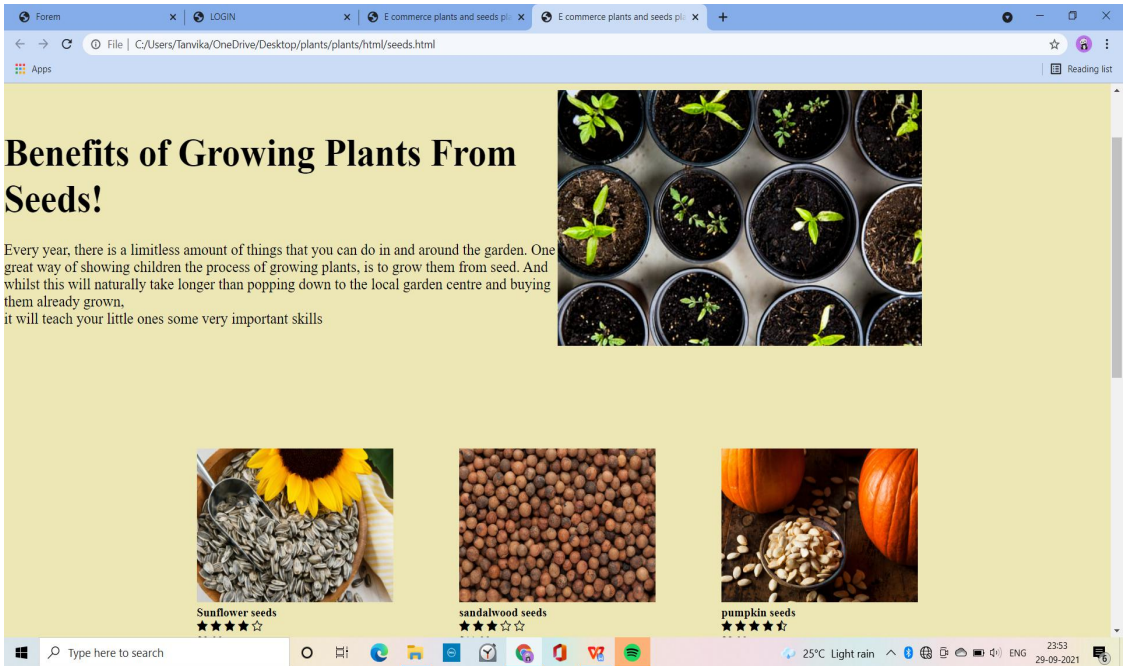 Forem
LOGIN
E commerce plants and seeds pla
E commerce plants and seeds pla
File | C:/Users/Tanvika/OneDrive/Desktop/plants/plants/html/seeds.html
Apps
Reading list
Benefits of Growing Plants From
Seeds!
Every year, there is a limitless amount of things that you can do in and around the garden. One
great way of showing children the process of growing plants, is to grow them from seed. And
whilst this will naturally take longer than popping down to the local garden centre and buying
them already grown,
it will teach your little ones some very important skills
Sunflower seeds
sandalwood seeds
pumpkin seeds
Type here to search
25°C Light rain
ENG
23:53
29-09-2021
6